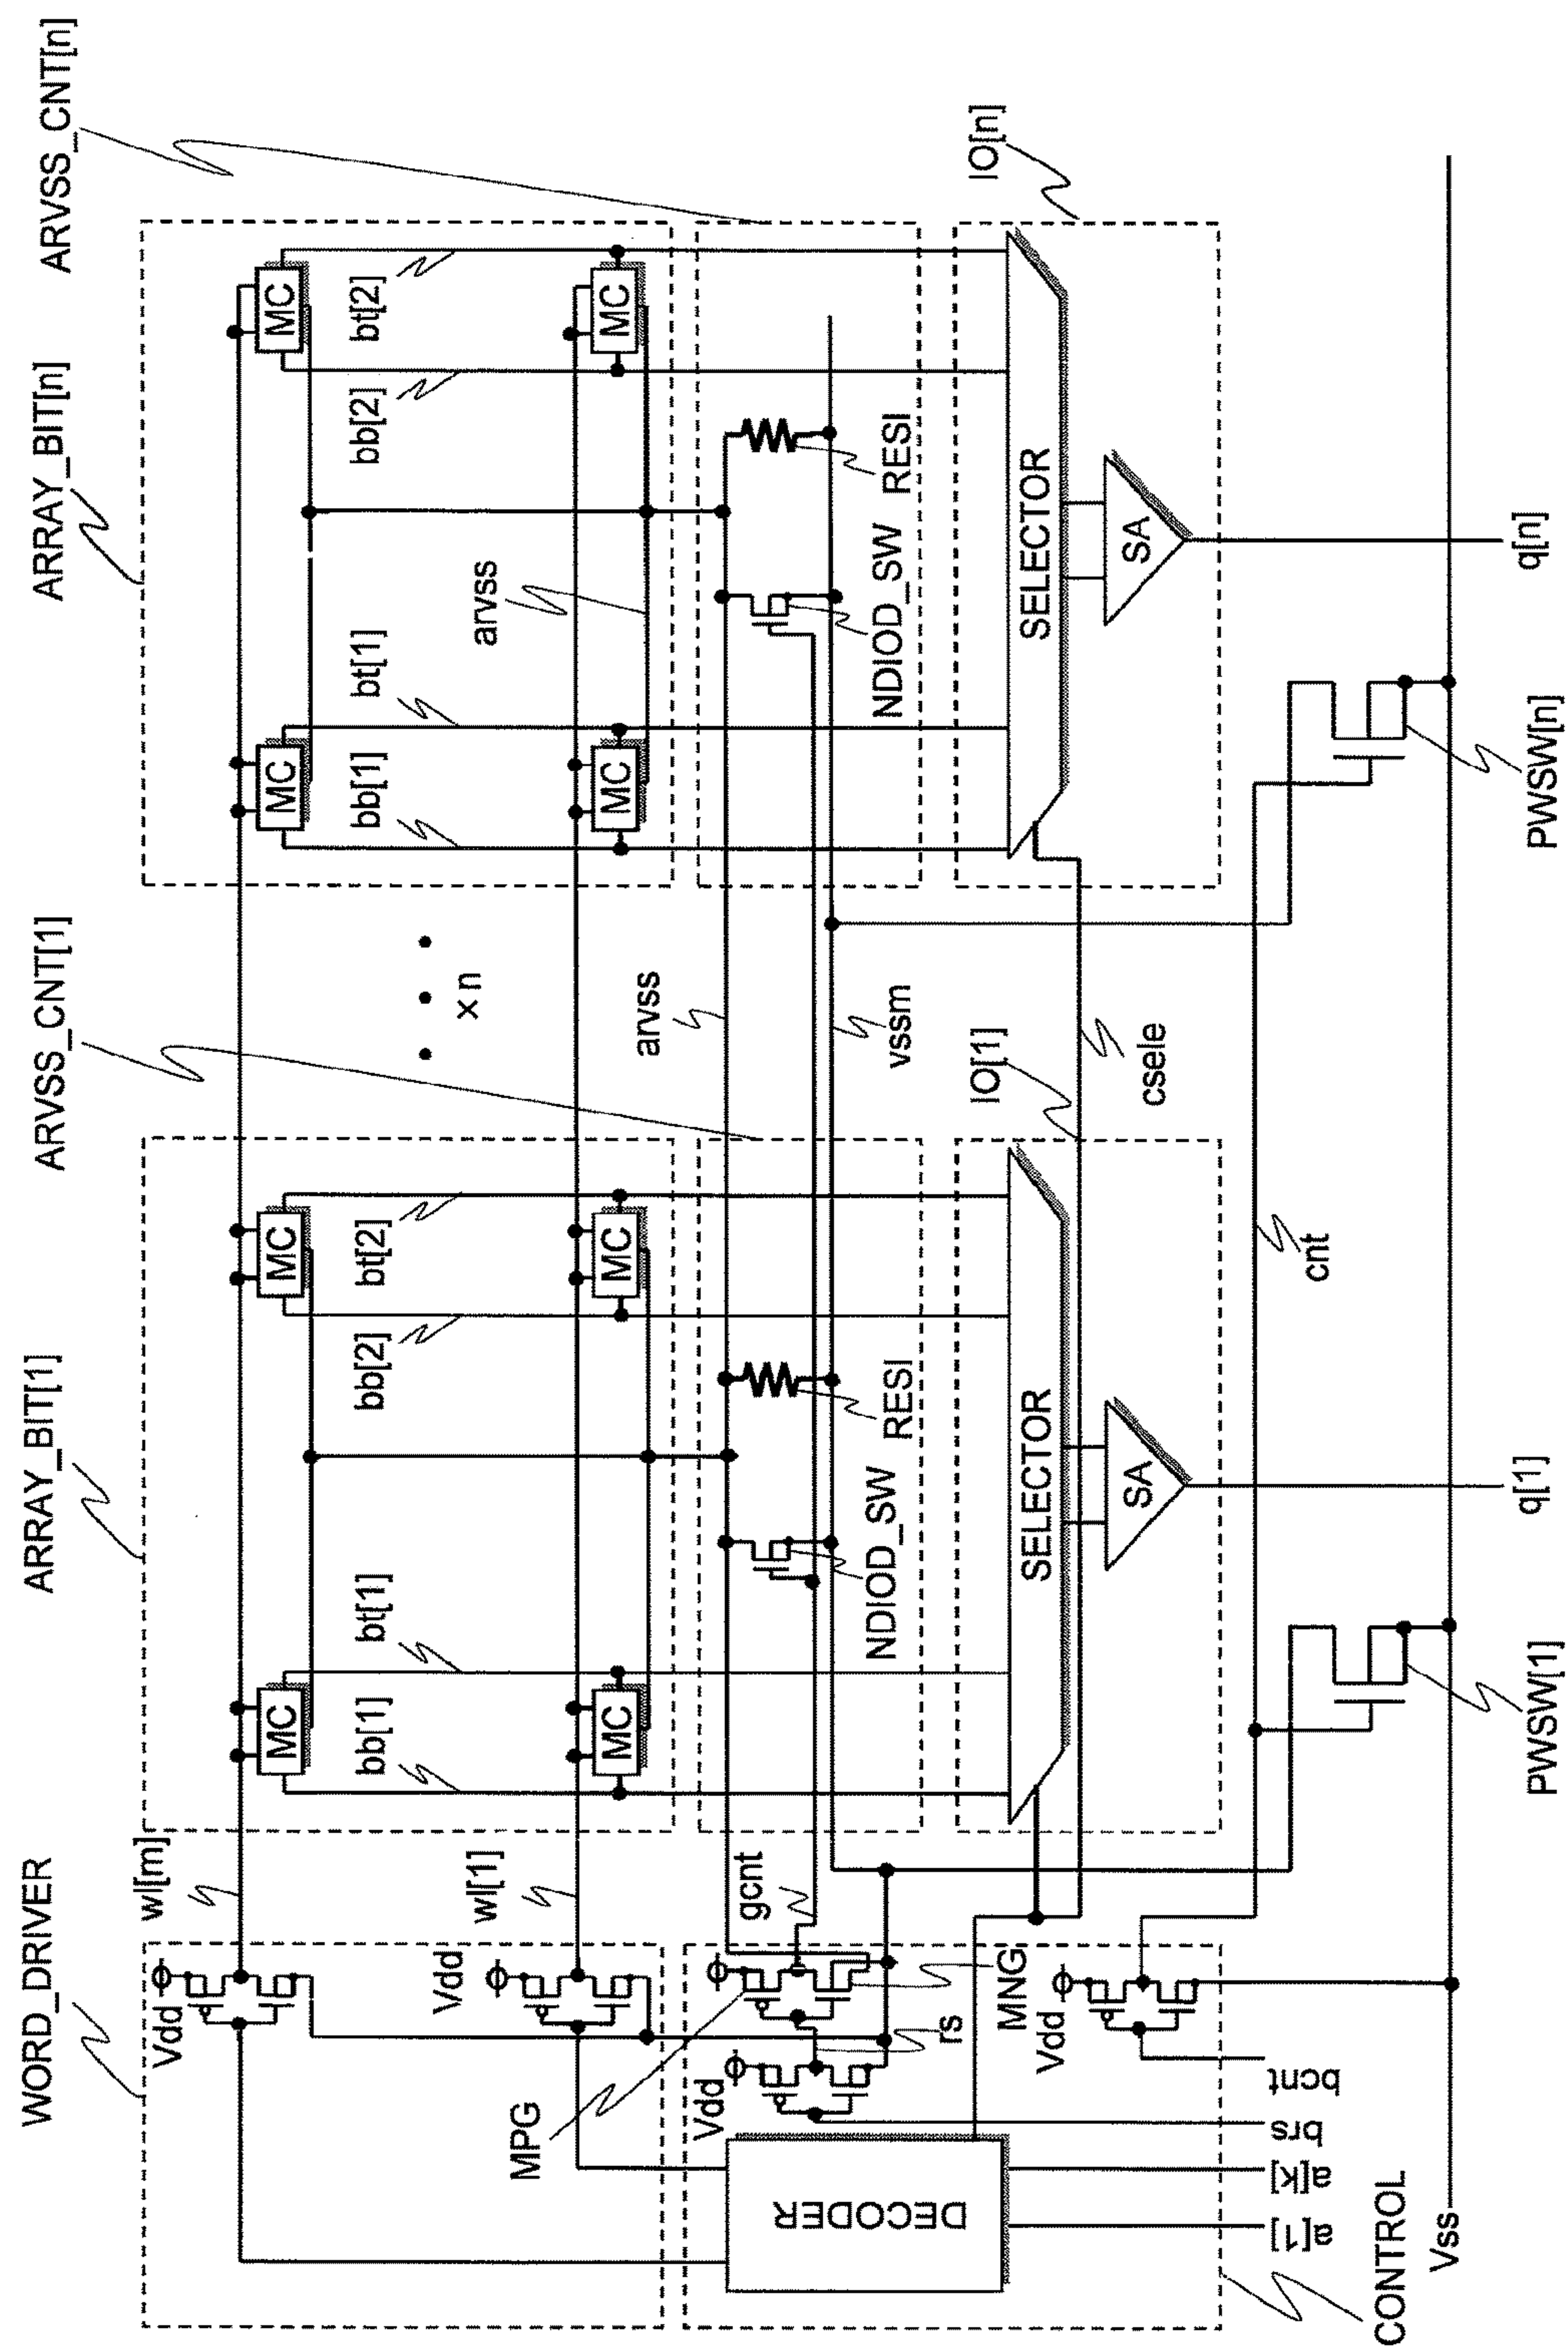 WORD_DRIVER
ARRAY_BIT[1]
ARVSS_CNT[1]
ARRAY_BIT[n]
ARVSS_CNT[n]
Vdd
wl[m]
MC
MC
MC
MC
bb[1]
bt[1]
bb[2]
bt[2]
× n
bb[1]
bt[1]
bb[2]
bt[2]
Vdd
wl[1]
arvss
MC
MC
MC
MC
MPG
gcnt
arvss
Vdd
NDIOD_SW
RESI
vssm
NDIOD_SW
RESI
DECODER
rs
MNG
IO[1]
IO[n]
SELECTOR
csele
SELECTOR
Vdd
SA
SA
a[1]
a[k]
brs
bcnt
cnt
CONTROL
Vss
PWSW[1]
q[1]
PWSW[n]
q[n]